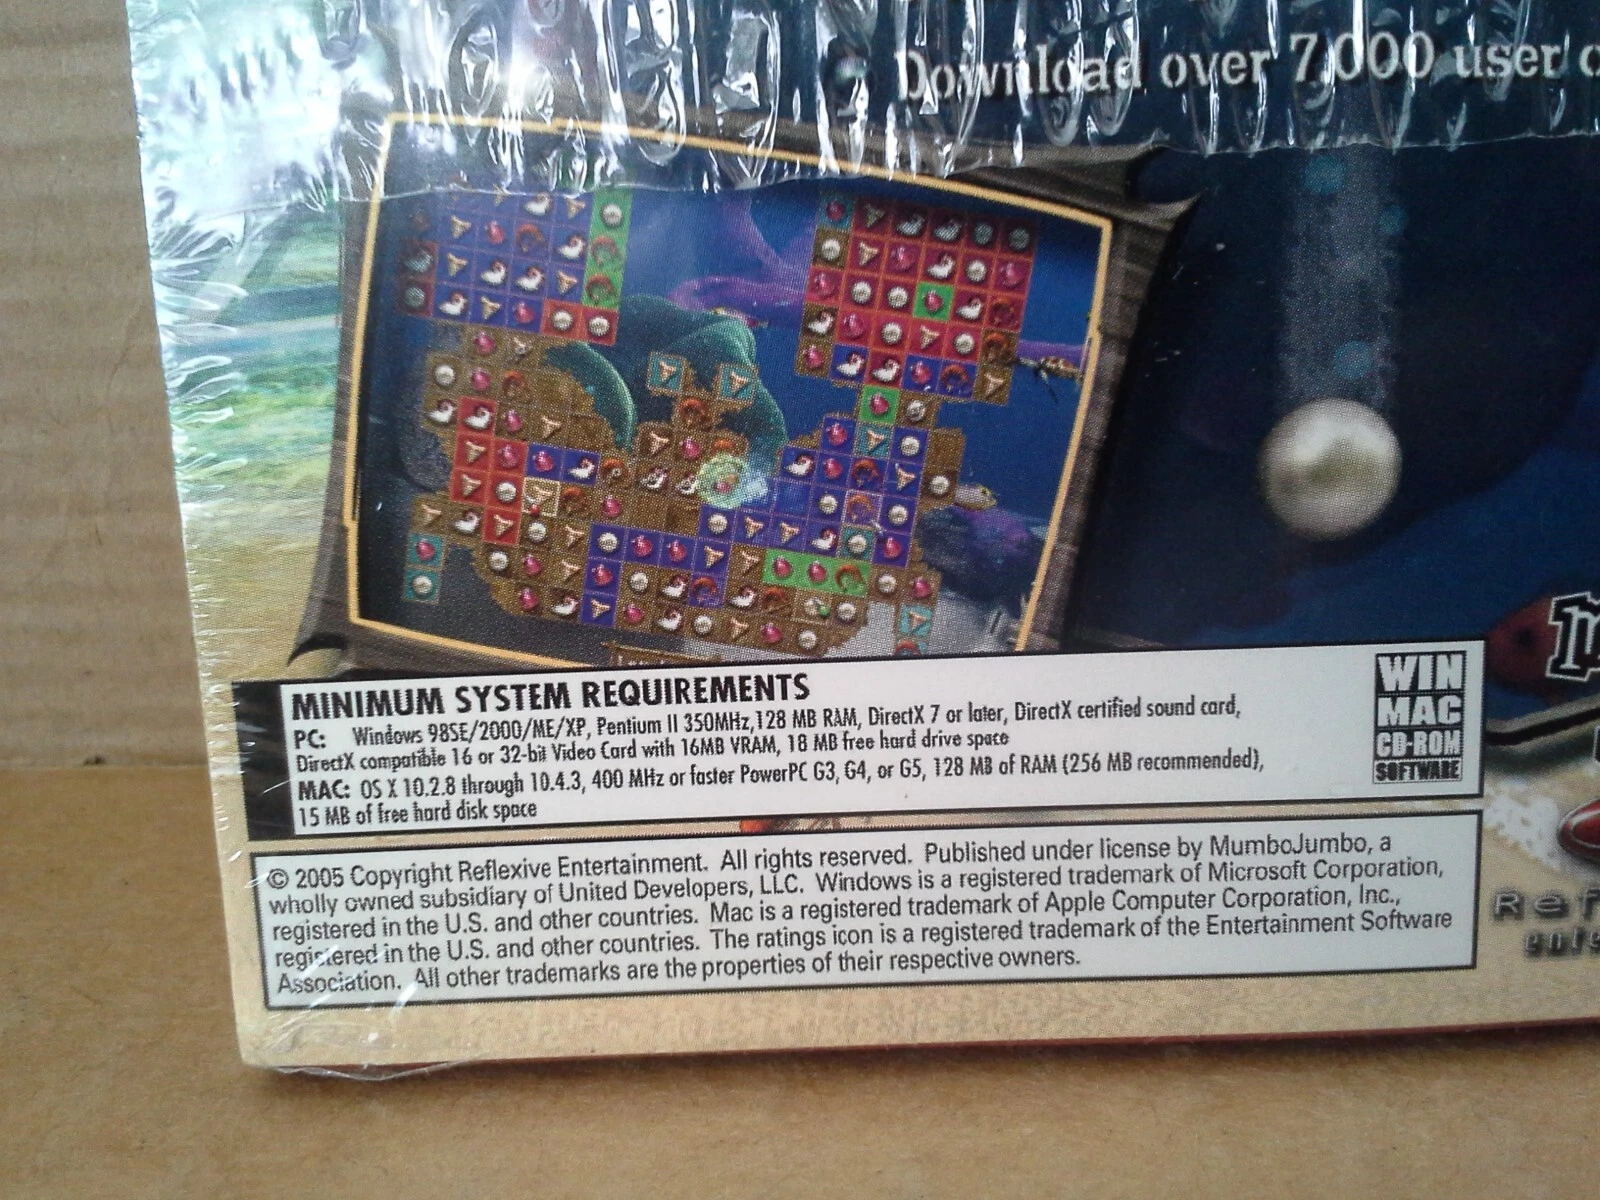 Download over 7,000 user
MINIMUM SYSTEM REQUIREMENTS
PC: Windows 98SE/2000/ME/XP, Pentium II 350MHz,128 MB RAM, DirectX 7 or later, DirectX certified sound card,
DirectX compatible 16 or 32-bit Video Card with 16MB VRAM, 18 MB free hard drive space
MAC: OS X 10.2.8 through 10.4.3, 400 MHz or faster PowerPC G3, G4, or G5, 128 MB of RAM (256 MB recommended),
15 MB of free hard disk space
WIN
MAC
CD-ROM
SOFTWARE
© 2005 Copyright Reflexive Entertainment. All rights reserved. Published under license by MumboJumbo, a
wholly owned subsidiary of United Developers, LLC. Windows is a registered trademark of Microsoft Corporation,
registered in the U.S. and other countries. Mac is a registered trademark of Apple Computer Corporation, Inc.,
registered in the U.S. and other countries. The ratings icon is a registered trademark of the Entertainment Software
Association. All other trademarks are the properties of their respective owners.